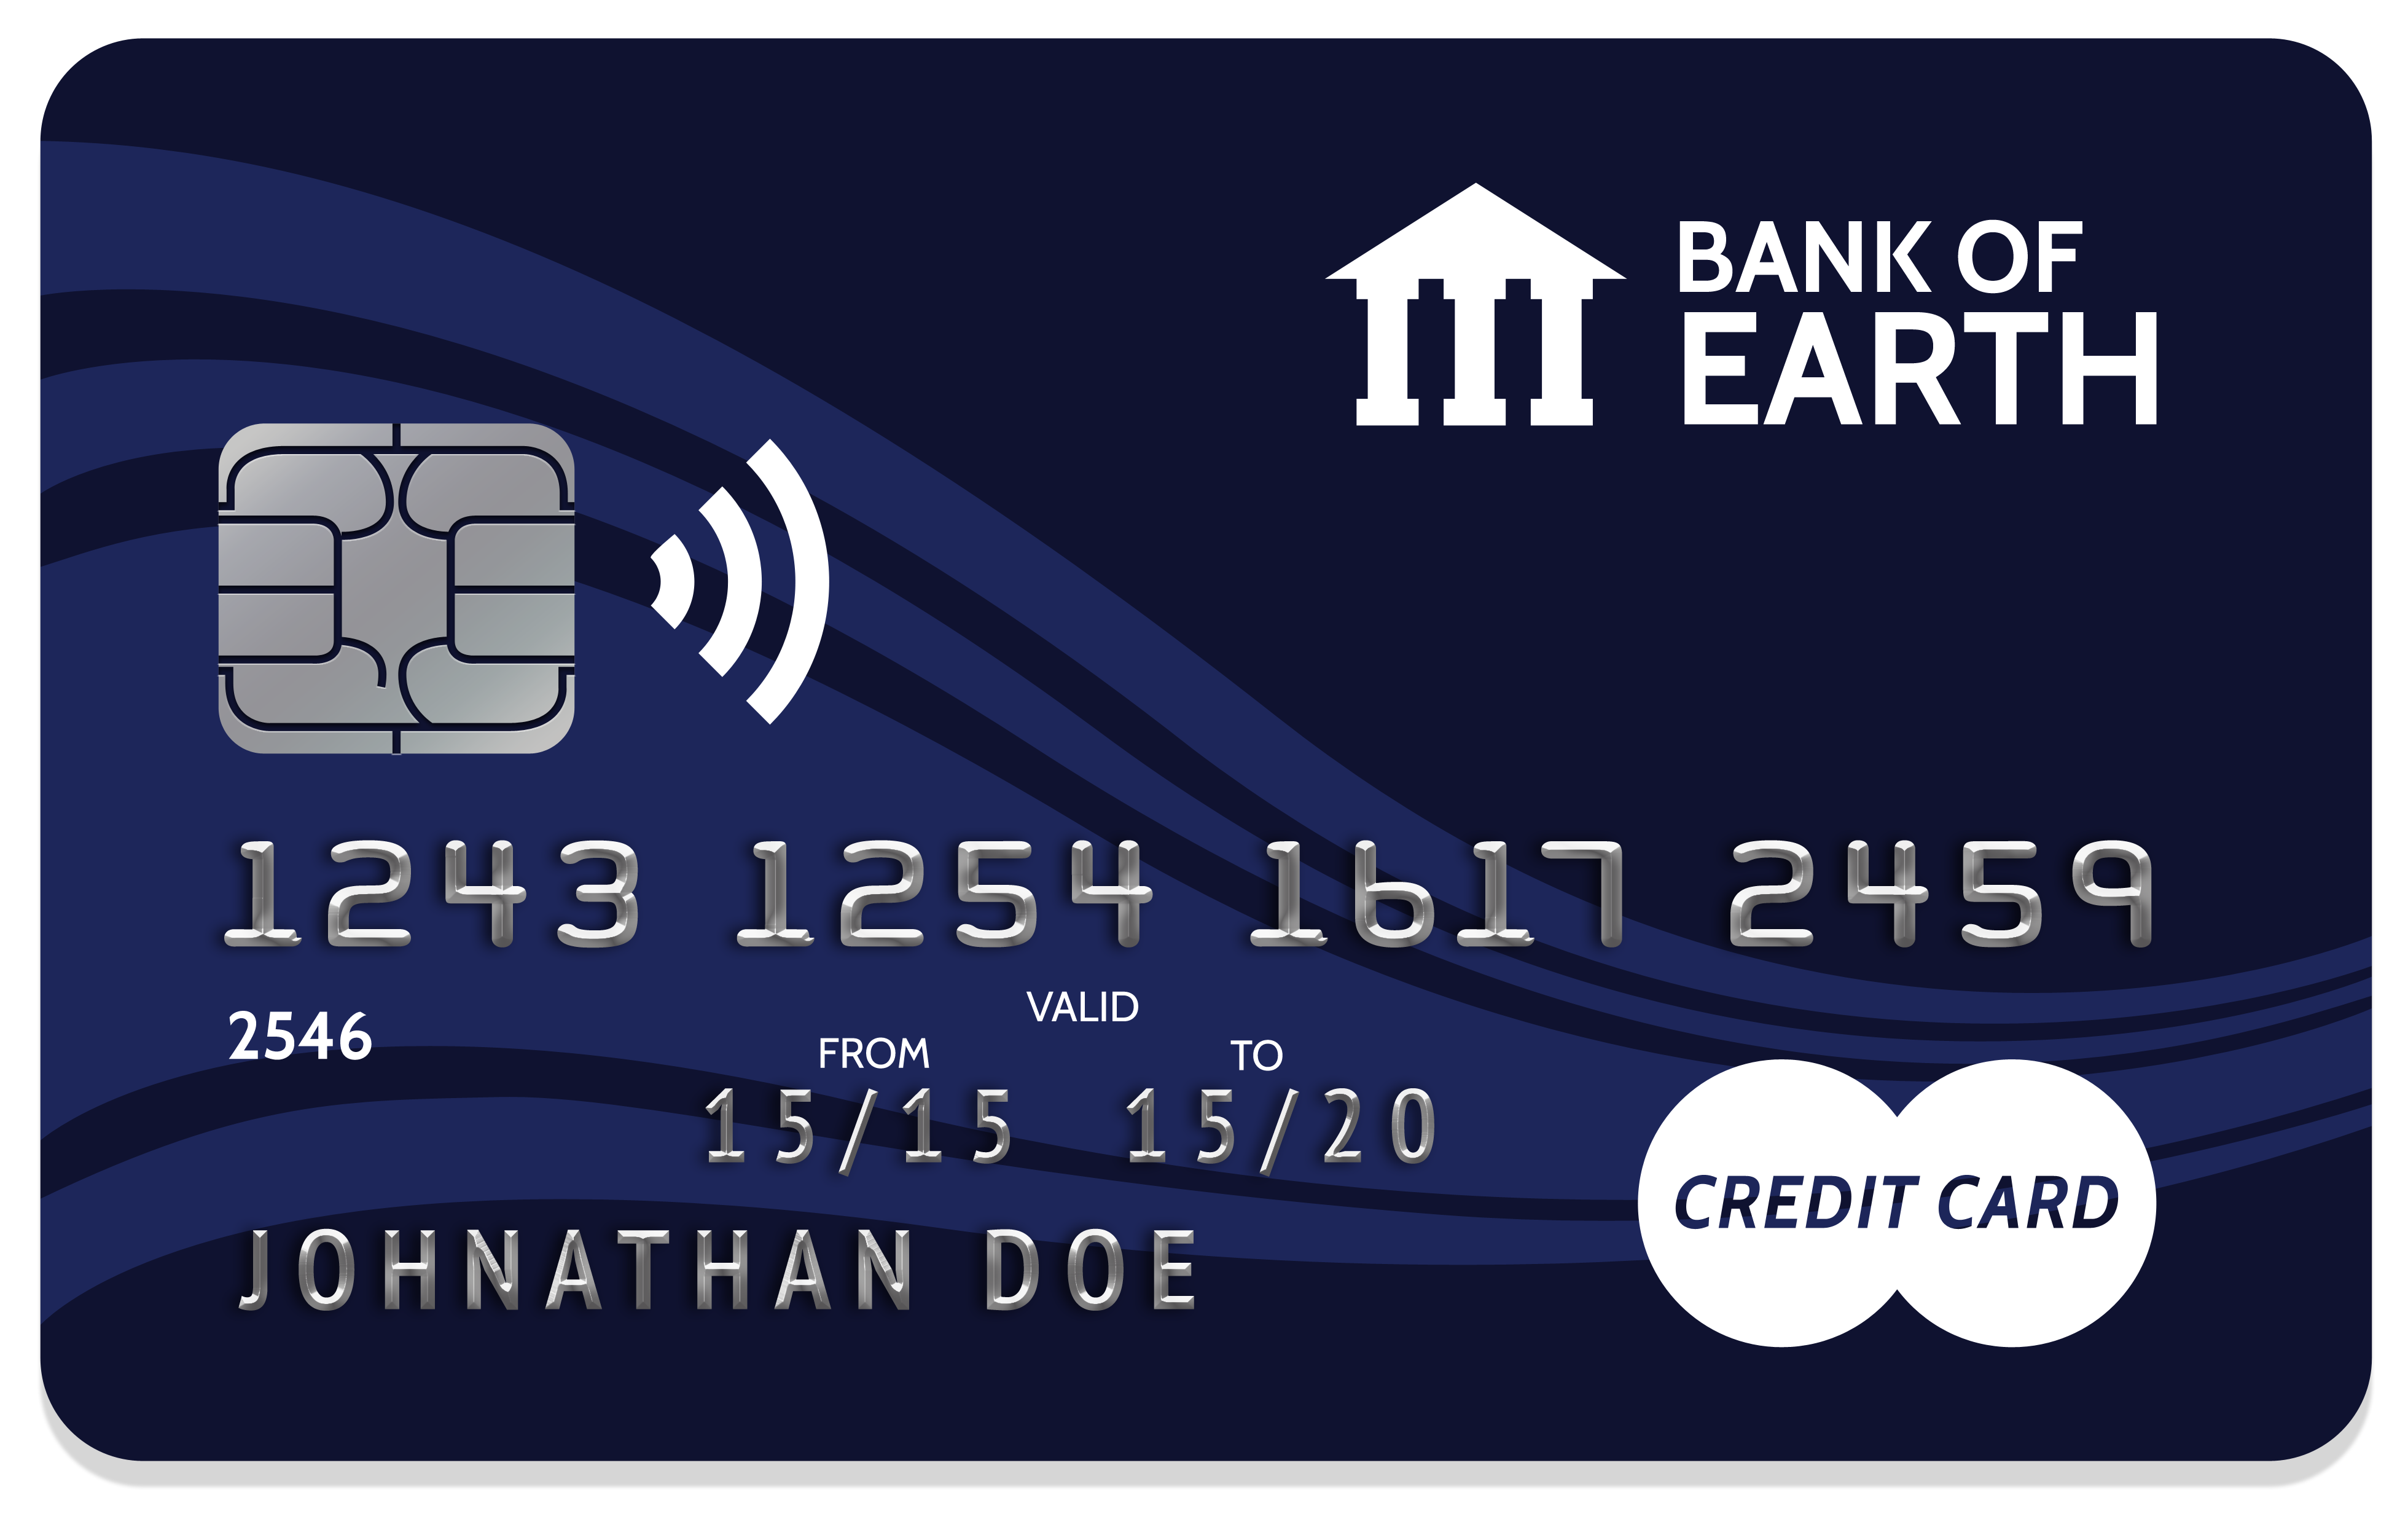 BANK OF
EARTH
1243 1254 1617 2459
2546
VALID
FROM TO
15/15 15/20
JOHNATHAN DOE
CREDIT CARD